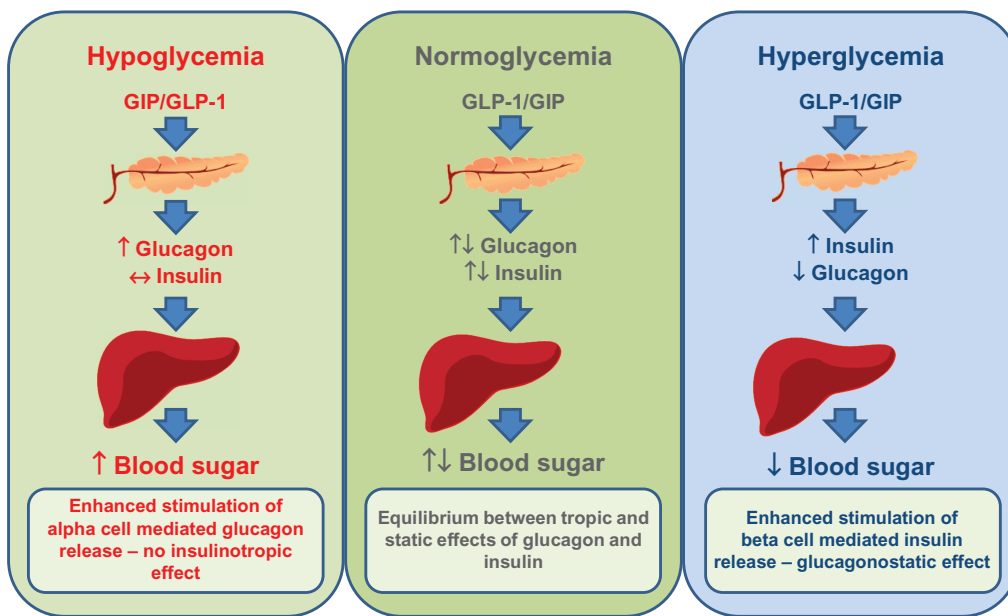 Hypoglycemia
GIP/GLP-1
↑ Glucagon
↔ Insulin
↑ Blood sugar
Enhanced stimulation of
alpha cell mediated glucagon
release – no insulinotropic
effect
Normoglycemia
GLP-1/GIP
↑↓ Glucagon
↑↓ Insulin
↑↓ Blood sugar
Equilibrium between tropic and
static effects of glucagon and
insulin
Hyperglycemia
GLP-1/GIP
↑ Insulin
↓ Glucagon
↓ Blood sugar
Enhanced stimulation of
beta cell mediated insulin
release – glucagonostatic effect